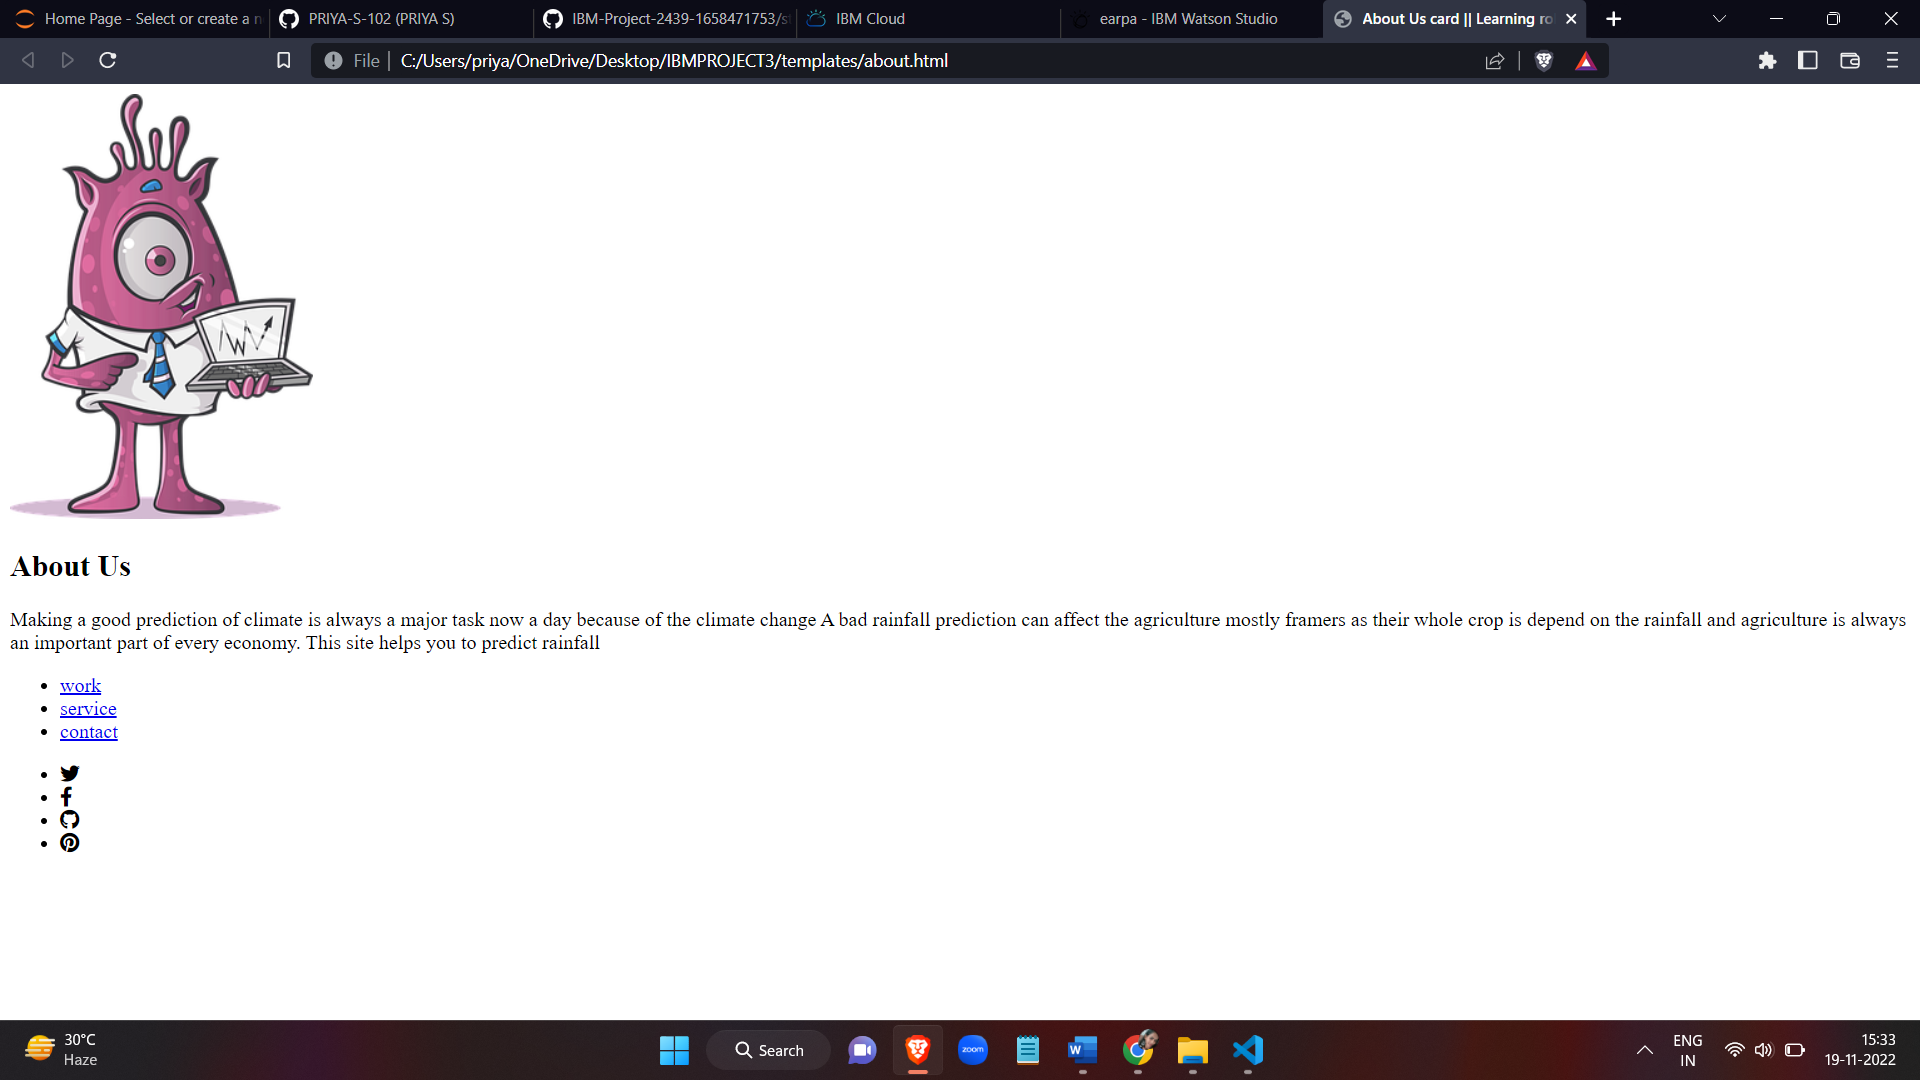 Home Page - Select or create a n
PRIYA-S-102 (PRIYA S)
IBM-Project-2439-1658471753/st
IBM Cloud
earpa - IBM Watson Studio
About Us card || Learning ro
File
C:/Users/priya/OneDrive/Desktop/IBMPROJECT3/templates/about.html
About Us
Making a good prediction of climate is always a major task now a day because of the climate change A bad rainfall prediction can affect the agriculture mostly framers as their whole crop is depend on the rainfall and agriculture is always
an important part of every economy. This site helps you to predict rainfall
work
service
contact
30°C
Haze
Search
zoom
W
ENG
IN
15:33
19-11-2022